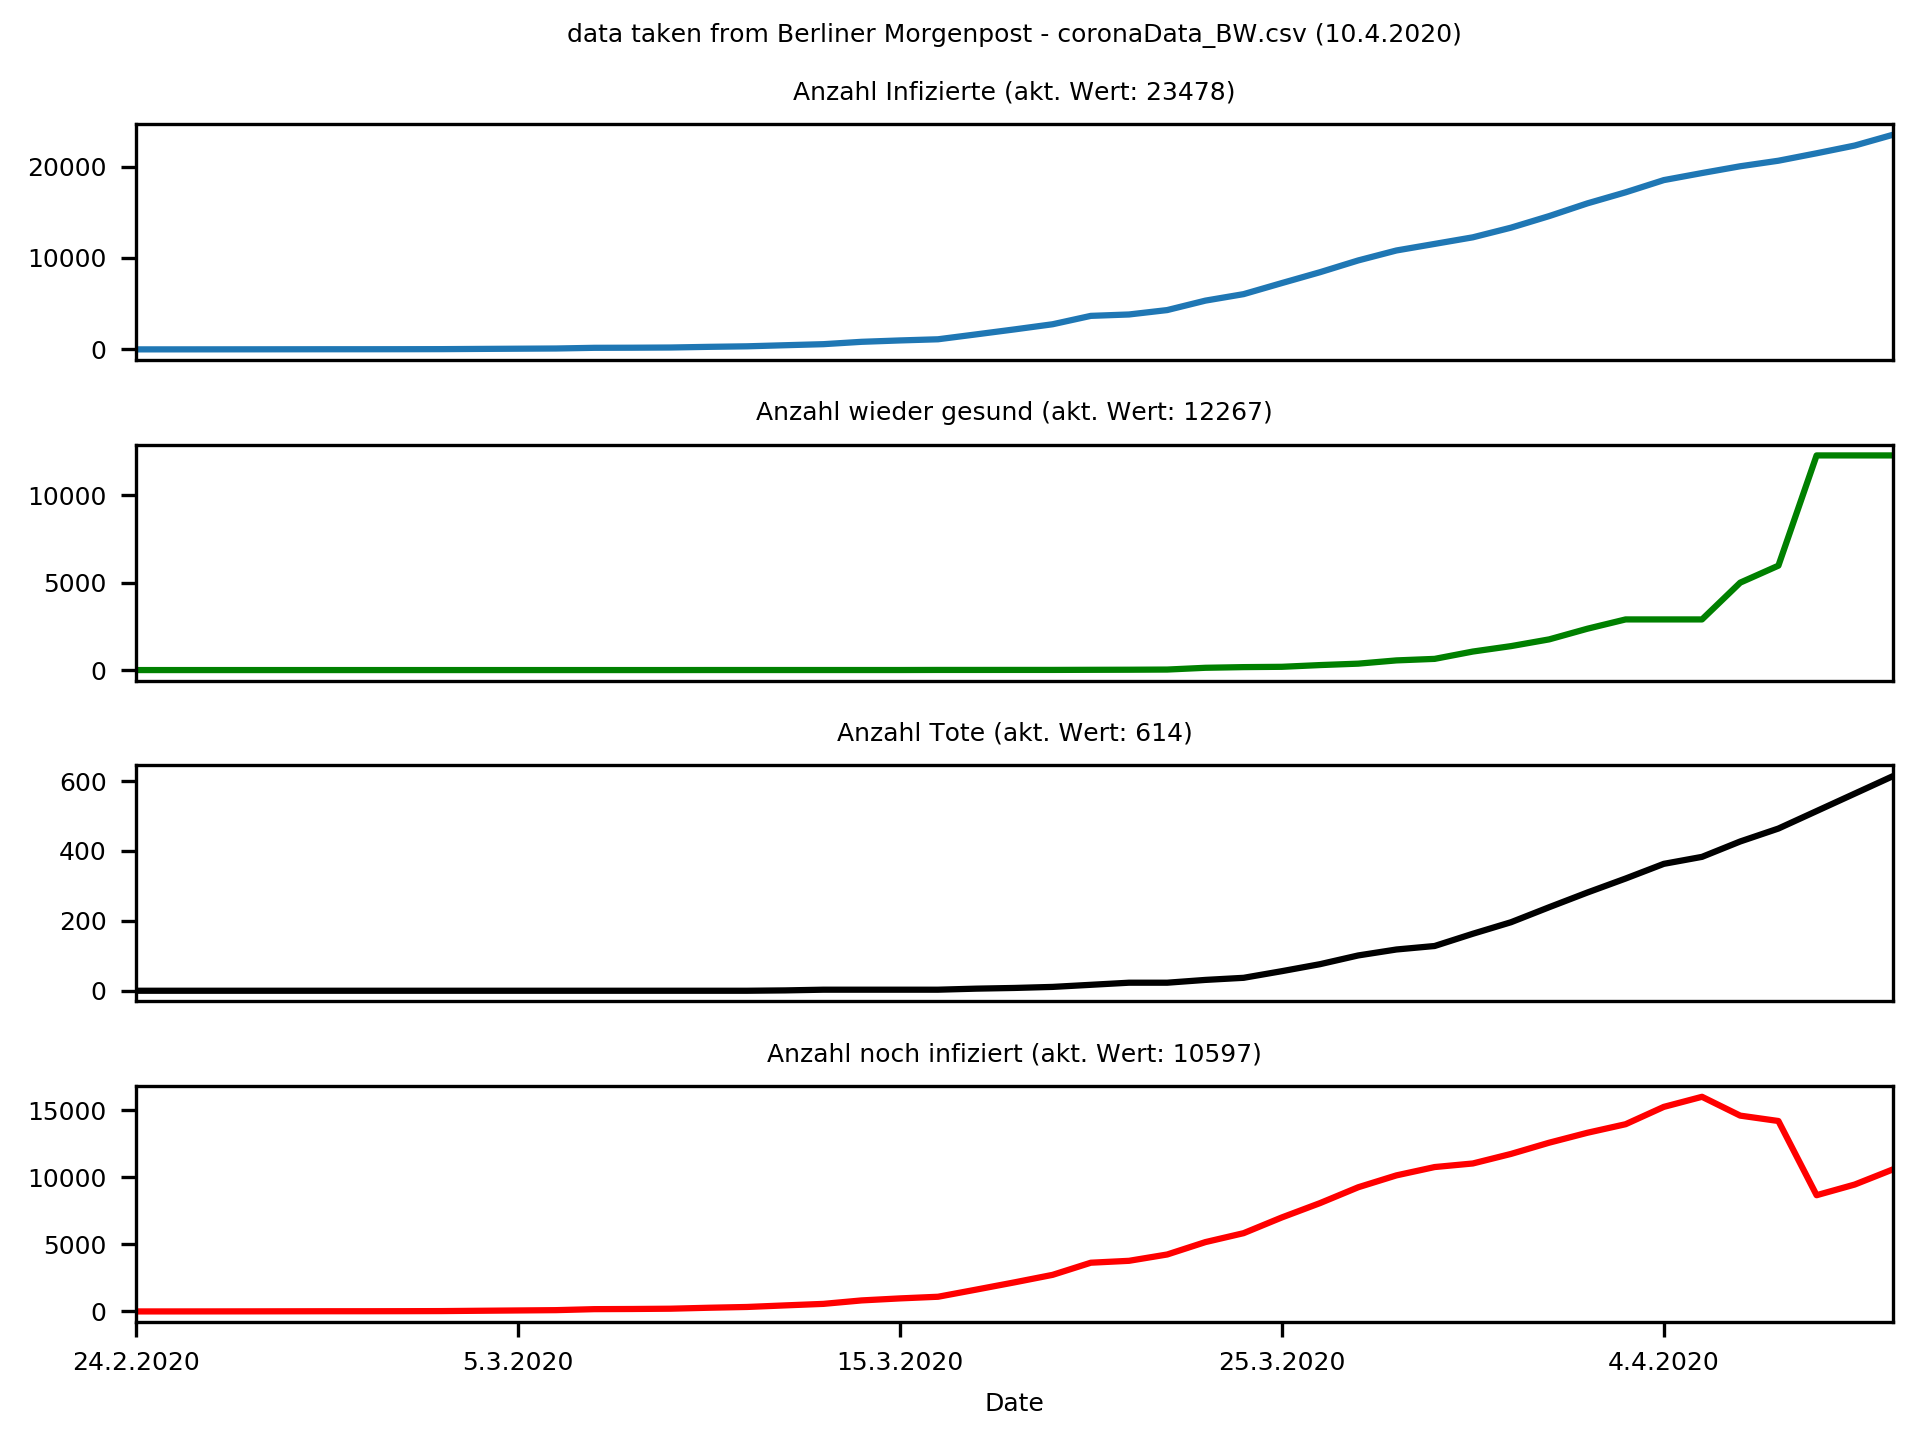 data taken from Berliner Morgenpost - coronaData_BW.csv (10.4.2020)
Anzahl Infizierte (akt. Wert: 23478)
20000
10000
0
Anzahl wieder gesund (akt. Wert: 12267)
10000
5000
0
Anzahl Tote (akt. Wert: 614)
600
400
200
0
Anzahl noch infiziert (akt. Wert: 10597)
15000
10000
5000
0
24.2.2020 5.3.2020 15.3.2020 25.3.2020 4.4.2020
Date